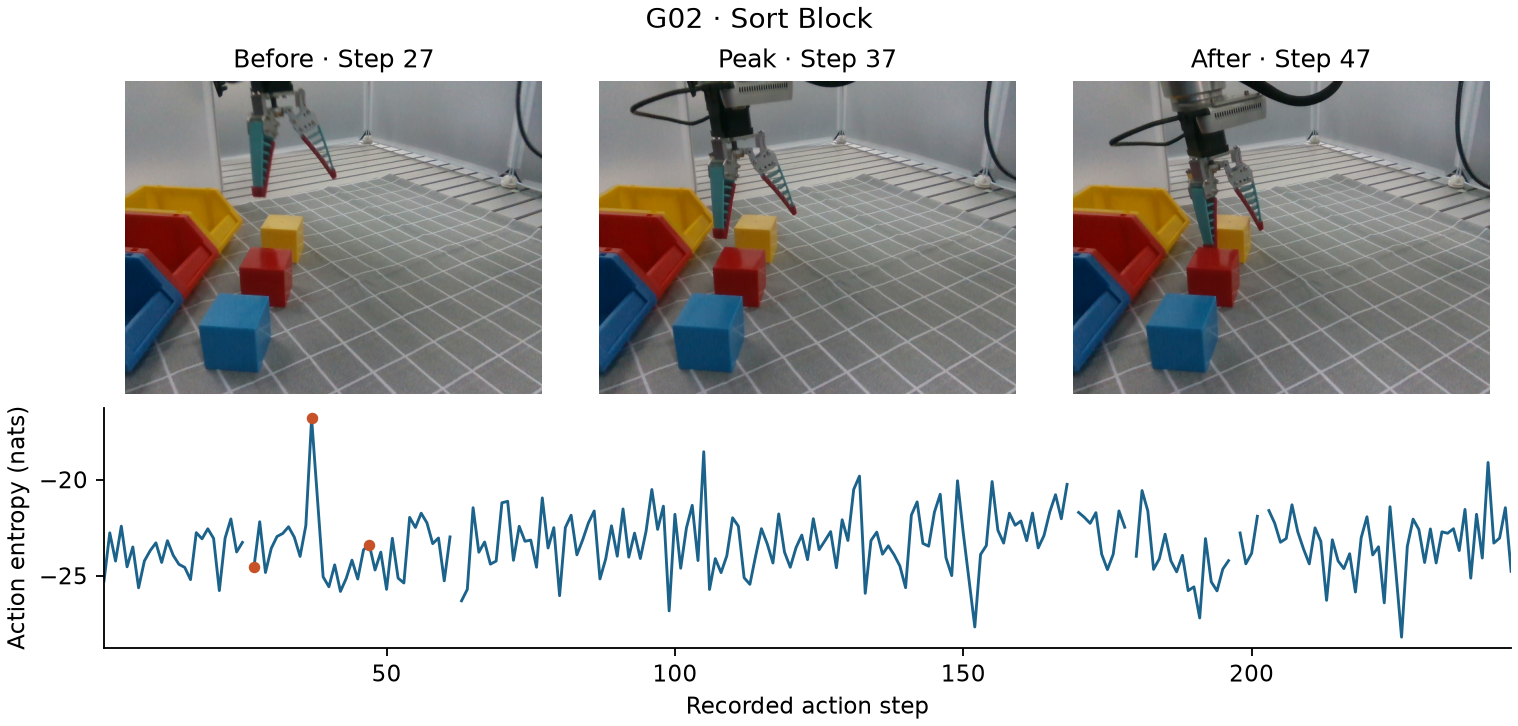 G02 · Sort Block
Before · Step 27
Peak · Step 37
After · Step 47
Action entropy (nats)
−20
−25
50
100
150
200
Recorded action step